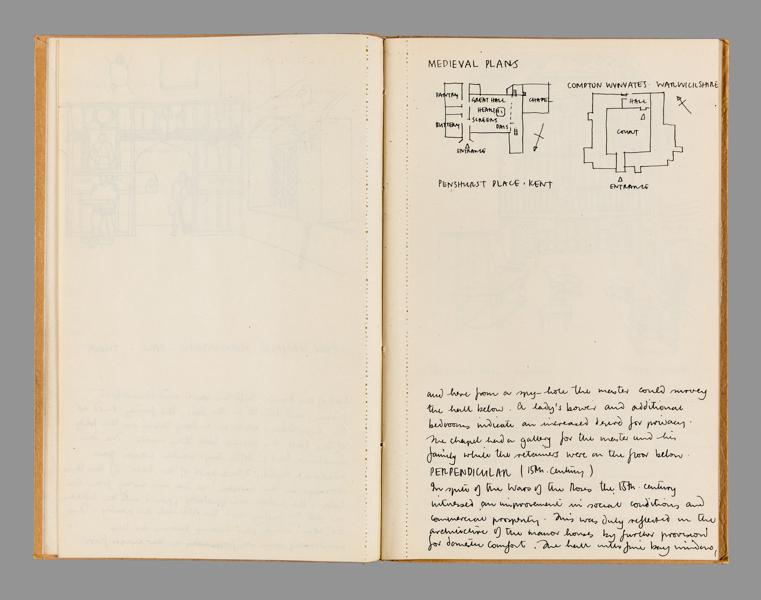 MEDIEVAL PLANS
COMPTON WYNYATES · WARWICKSHIRE
PANTRY
GREAT HALL
HEARTH
SCREENS
DAIS
BUTTERY
CHAPEL
ENTRANCE
PENSHURST PLACE · KENT
HALL
COURT
ENTRANCE
and here from a spy-hole the master could survey
the hall below. A lady's bower and additional
bedrooms indicate an increased desire for privacy.
The chapel had a gallery for the master and his
family while the retainers were on the floor below.
PERPENDICULAR (15th. Century)
In spite of the Wars of the Roses the 15th. century
witnessed an improvement in social conditions and
commercial prosperity. This was duly reflected in the
architecture of the manor houses by further provision
for domestic comfort. The hall with fine bay windows,